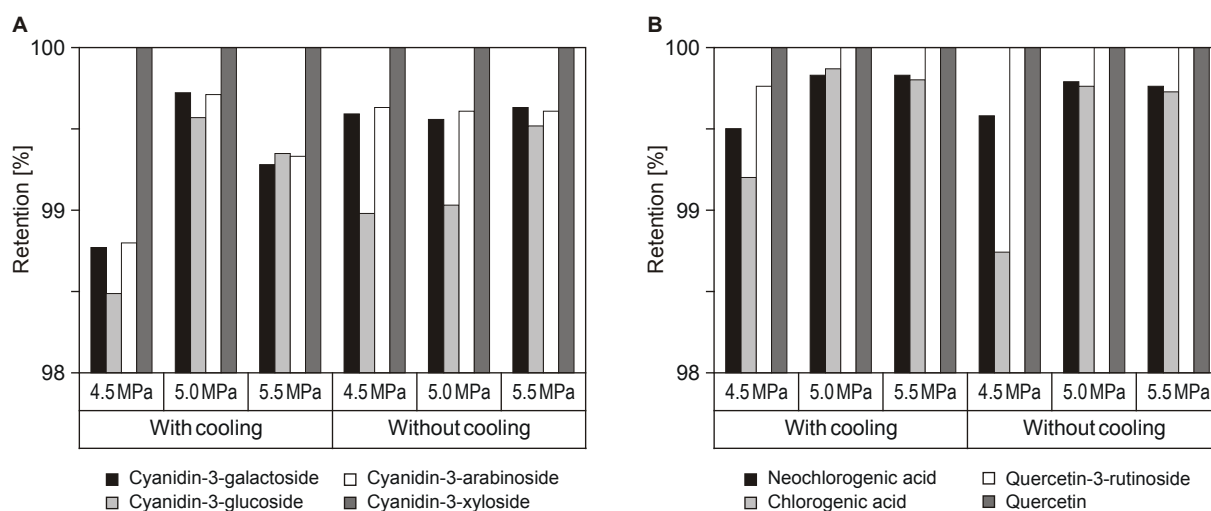 A
Retention [%]
100
99
98
4.5 MPa 5.0 MPa 5.5 MPa 4.5 MPa 5.0 MPa 5.5 MPa
With cooling Without cooling
Cyanidin-3-galactoside Cyanidin-3-arabinoside
Cyanidin-3-glucoside Cyanidin-3-xyloside
B
Retention [%]
100
99
98
4.5 MPa 5.0 MPa 5.5 MPa 4.5 MPa 5.0 MPa 5.5 MPa
With cooling Without cooling
Neochlorogenic acid Quercetin-3-rutinoside
Chlorogenic acid Quercetin